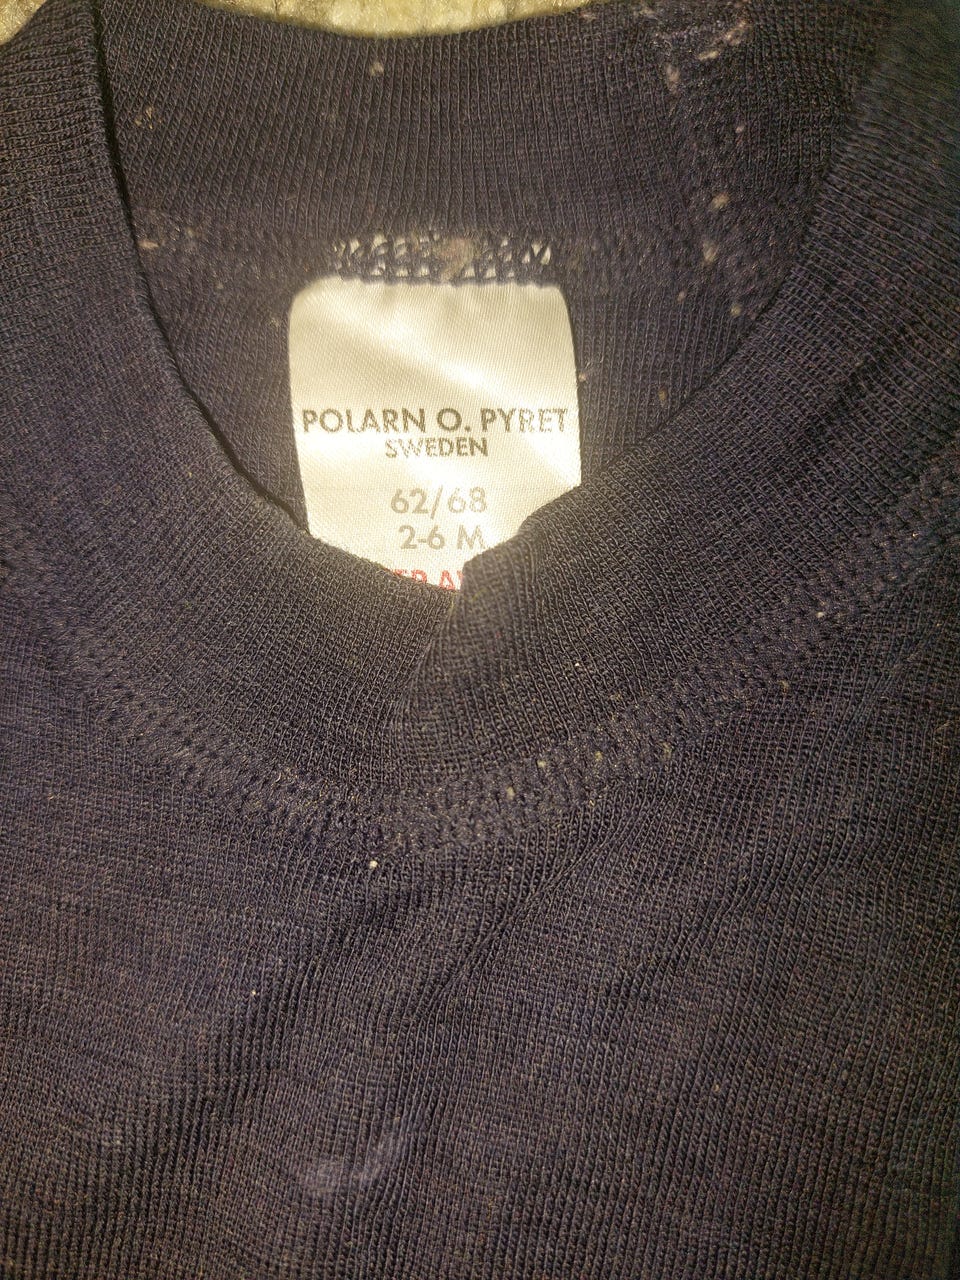 POLARN O. PYRET
SWEDEN
62/68
2-6 M